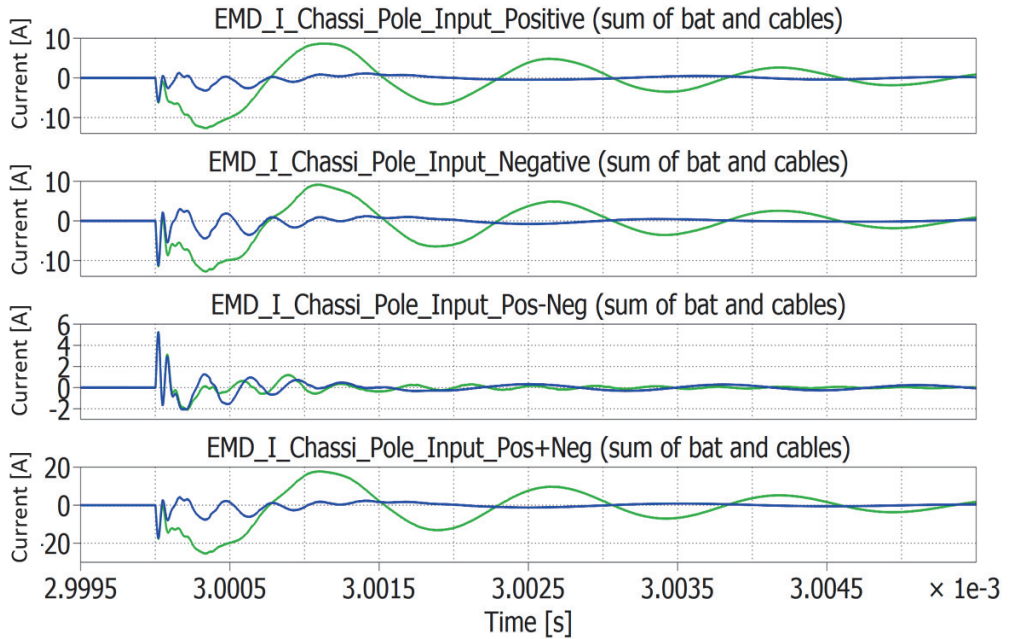 EMD_I_Chassi_Pole_Input_Positive (sum of bat and cables)
Current [A]
10
0
-10
EMD_I_Chassi_Pole_Input_Negative (sum of bat and cables)
Current [A]
10
0
-10
EMD_I_Chassi_Pole_Input_Pos-Neg (sum of bat and cables)
Current [A]
6
4
2
0
-2
EMD_I_Chassi_Pole_Input_Pos+Neg (sum of bat and cables)
Current [A]
20
0
-20
2.9995 3.0005 3.0015 3.0025 3.0035 3.0045 × 1e-3
Time [s]